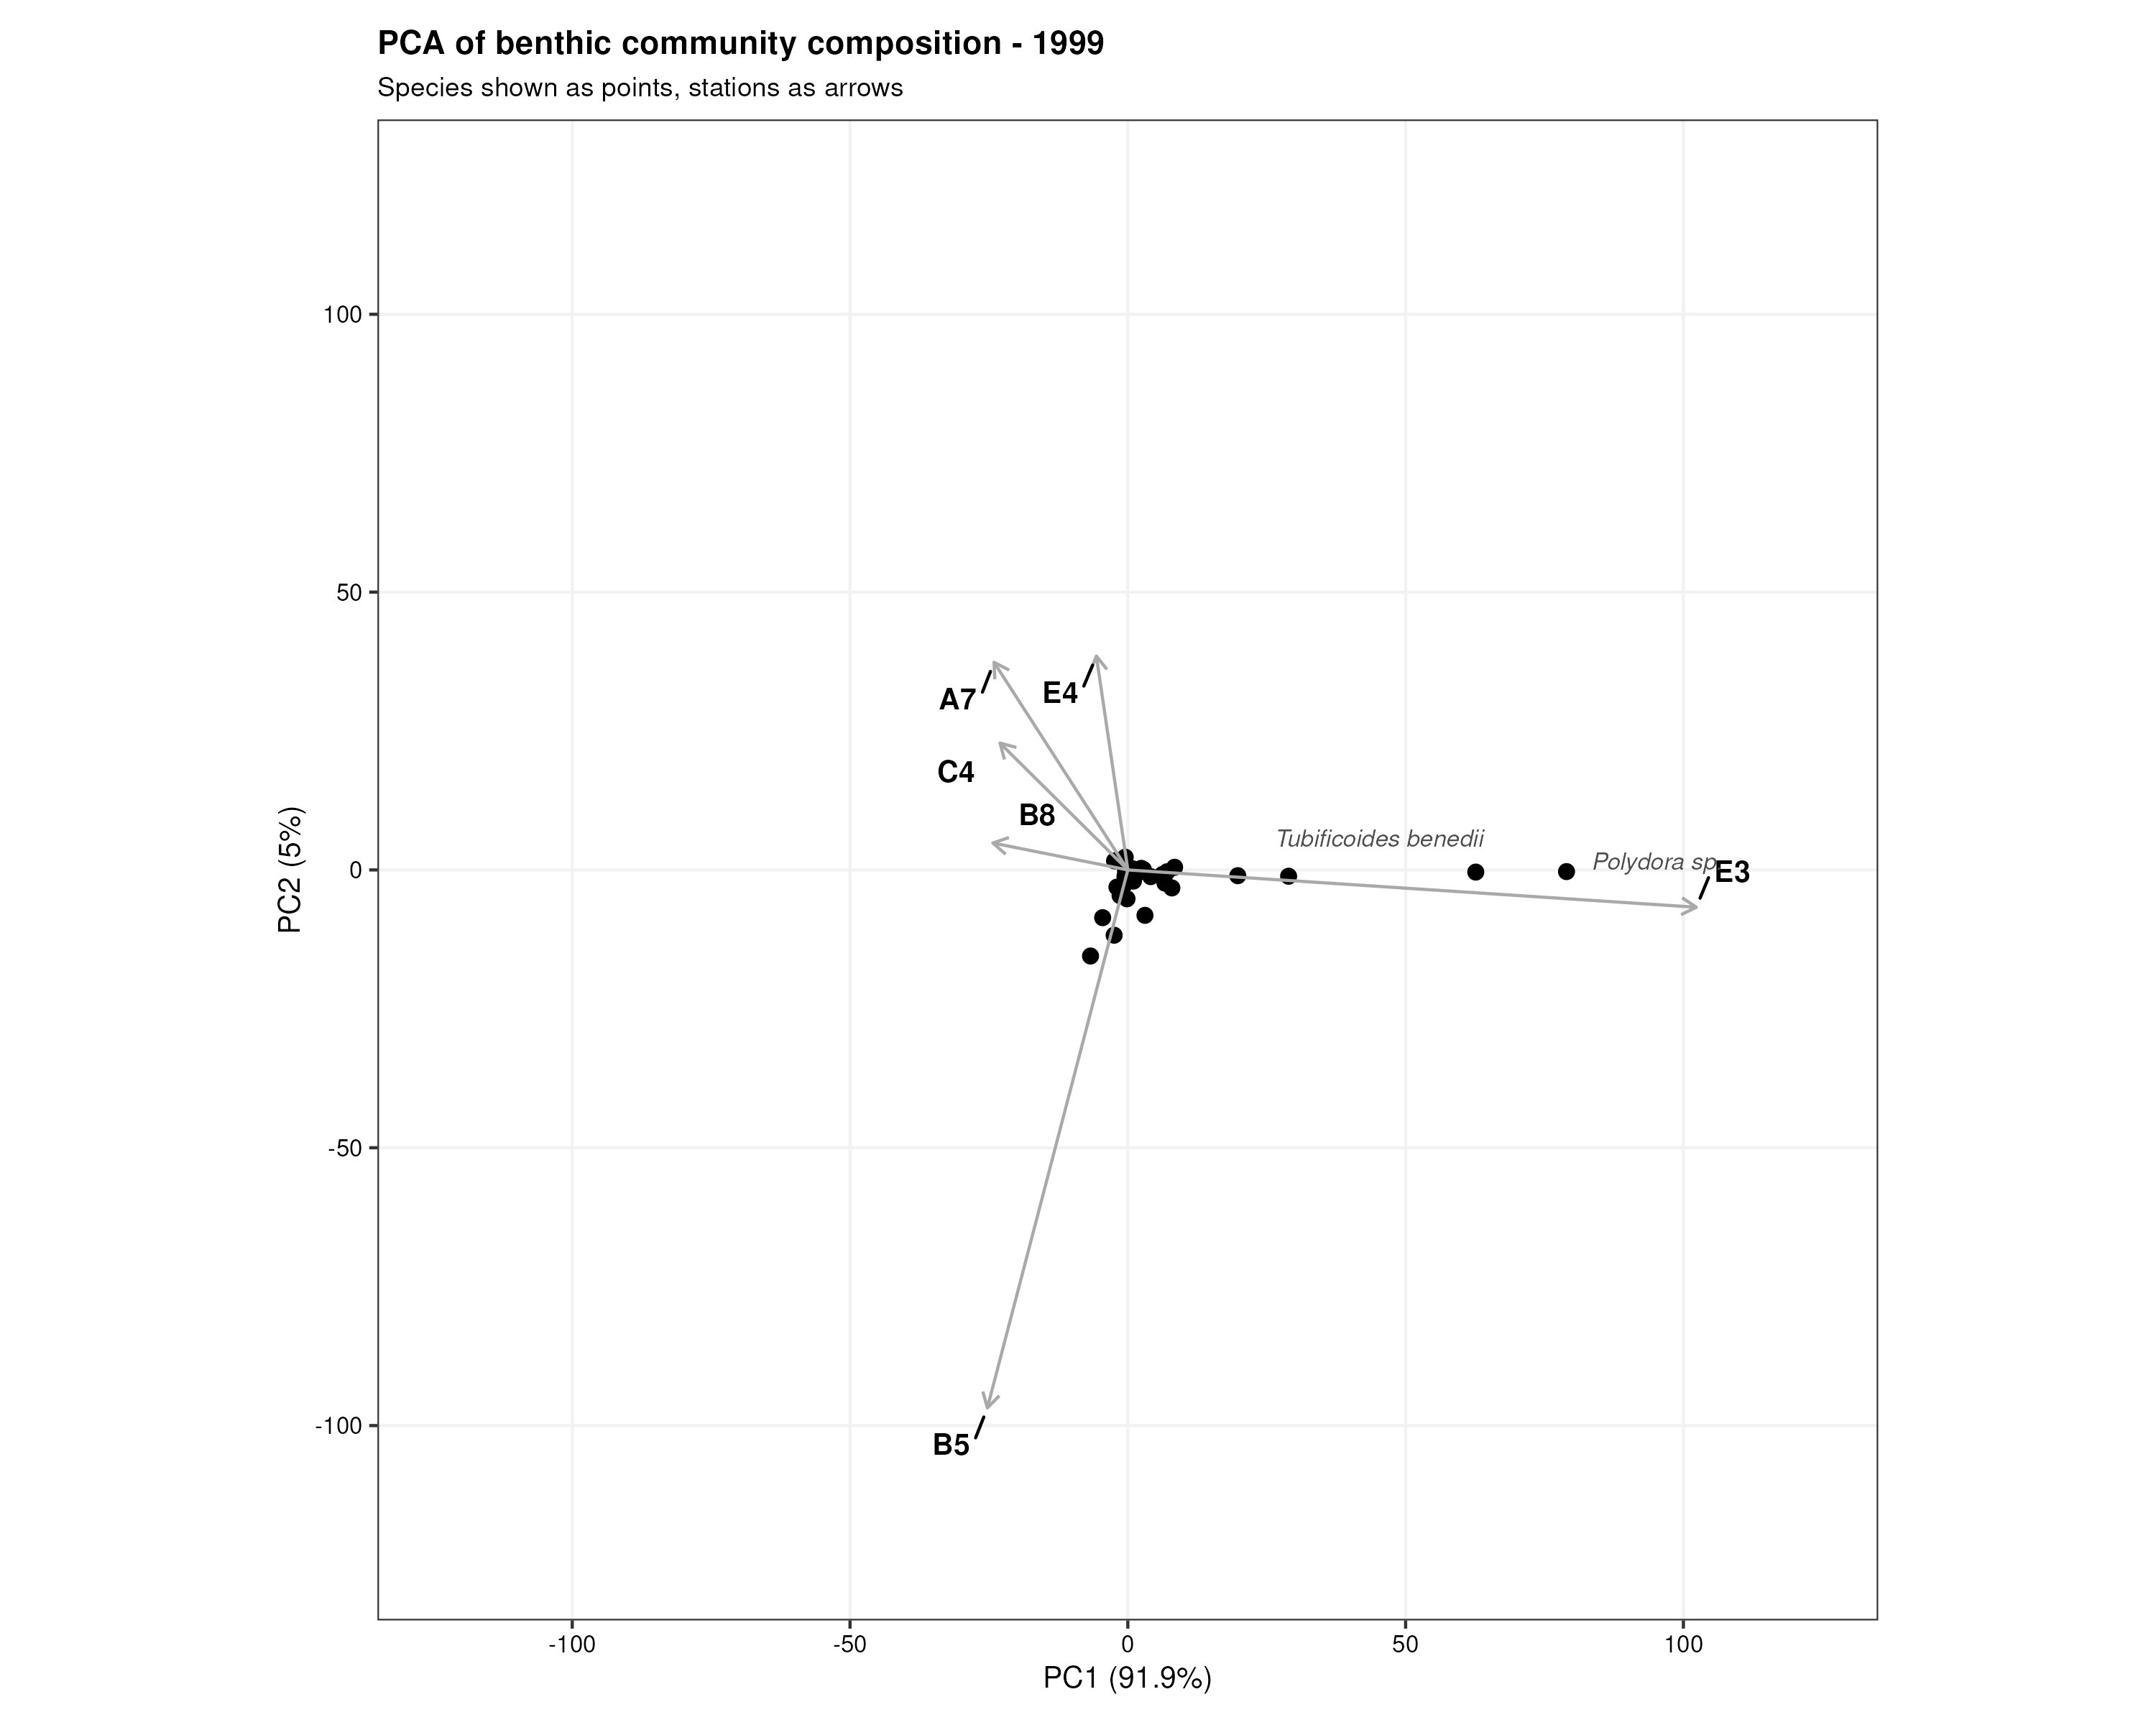 PCA of benthic community composition - 1999
Species shown as points, stations as arrows
100
50
0
-50
-100
PC2 (5%)
A7
E4
C4
B8
Tubificoides benedii
Polydora sp
E3
B5
-100
-50
0
50
100
PC1 (91.9%)